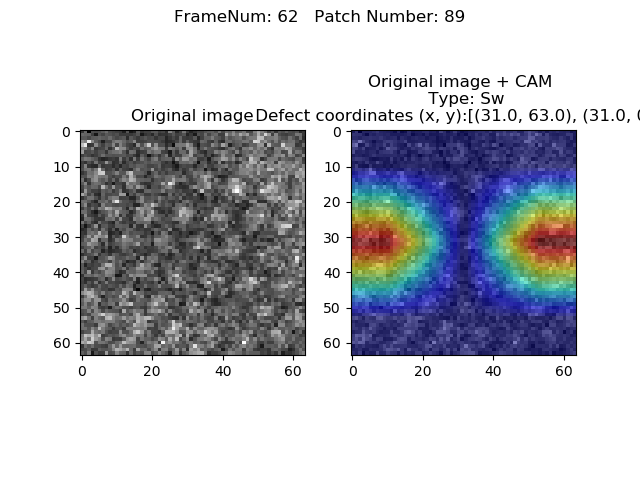 FrameNum: 62   Patch Number: 89
Original image + CAM
Type: Sw
Original image
Defect coordinates (x, y):[(31.0, 63.0), (31.0, 0
0
10
20
30
40
50
60
0 20 40 60
0
10
20
30
40
50
60
0 20 40 60